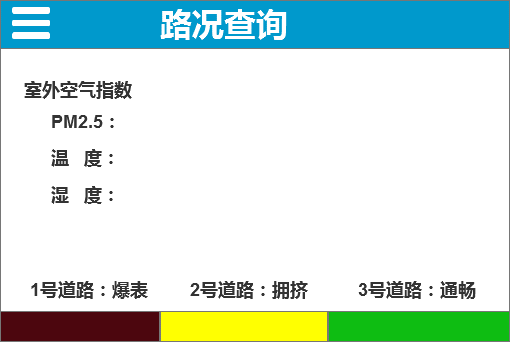 路况查询
室外空气指数
PM2.5：
温 度：
湿 度：
1号道路：爆表 2号道路：拥挤 3号道路：通畅